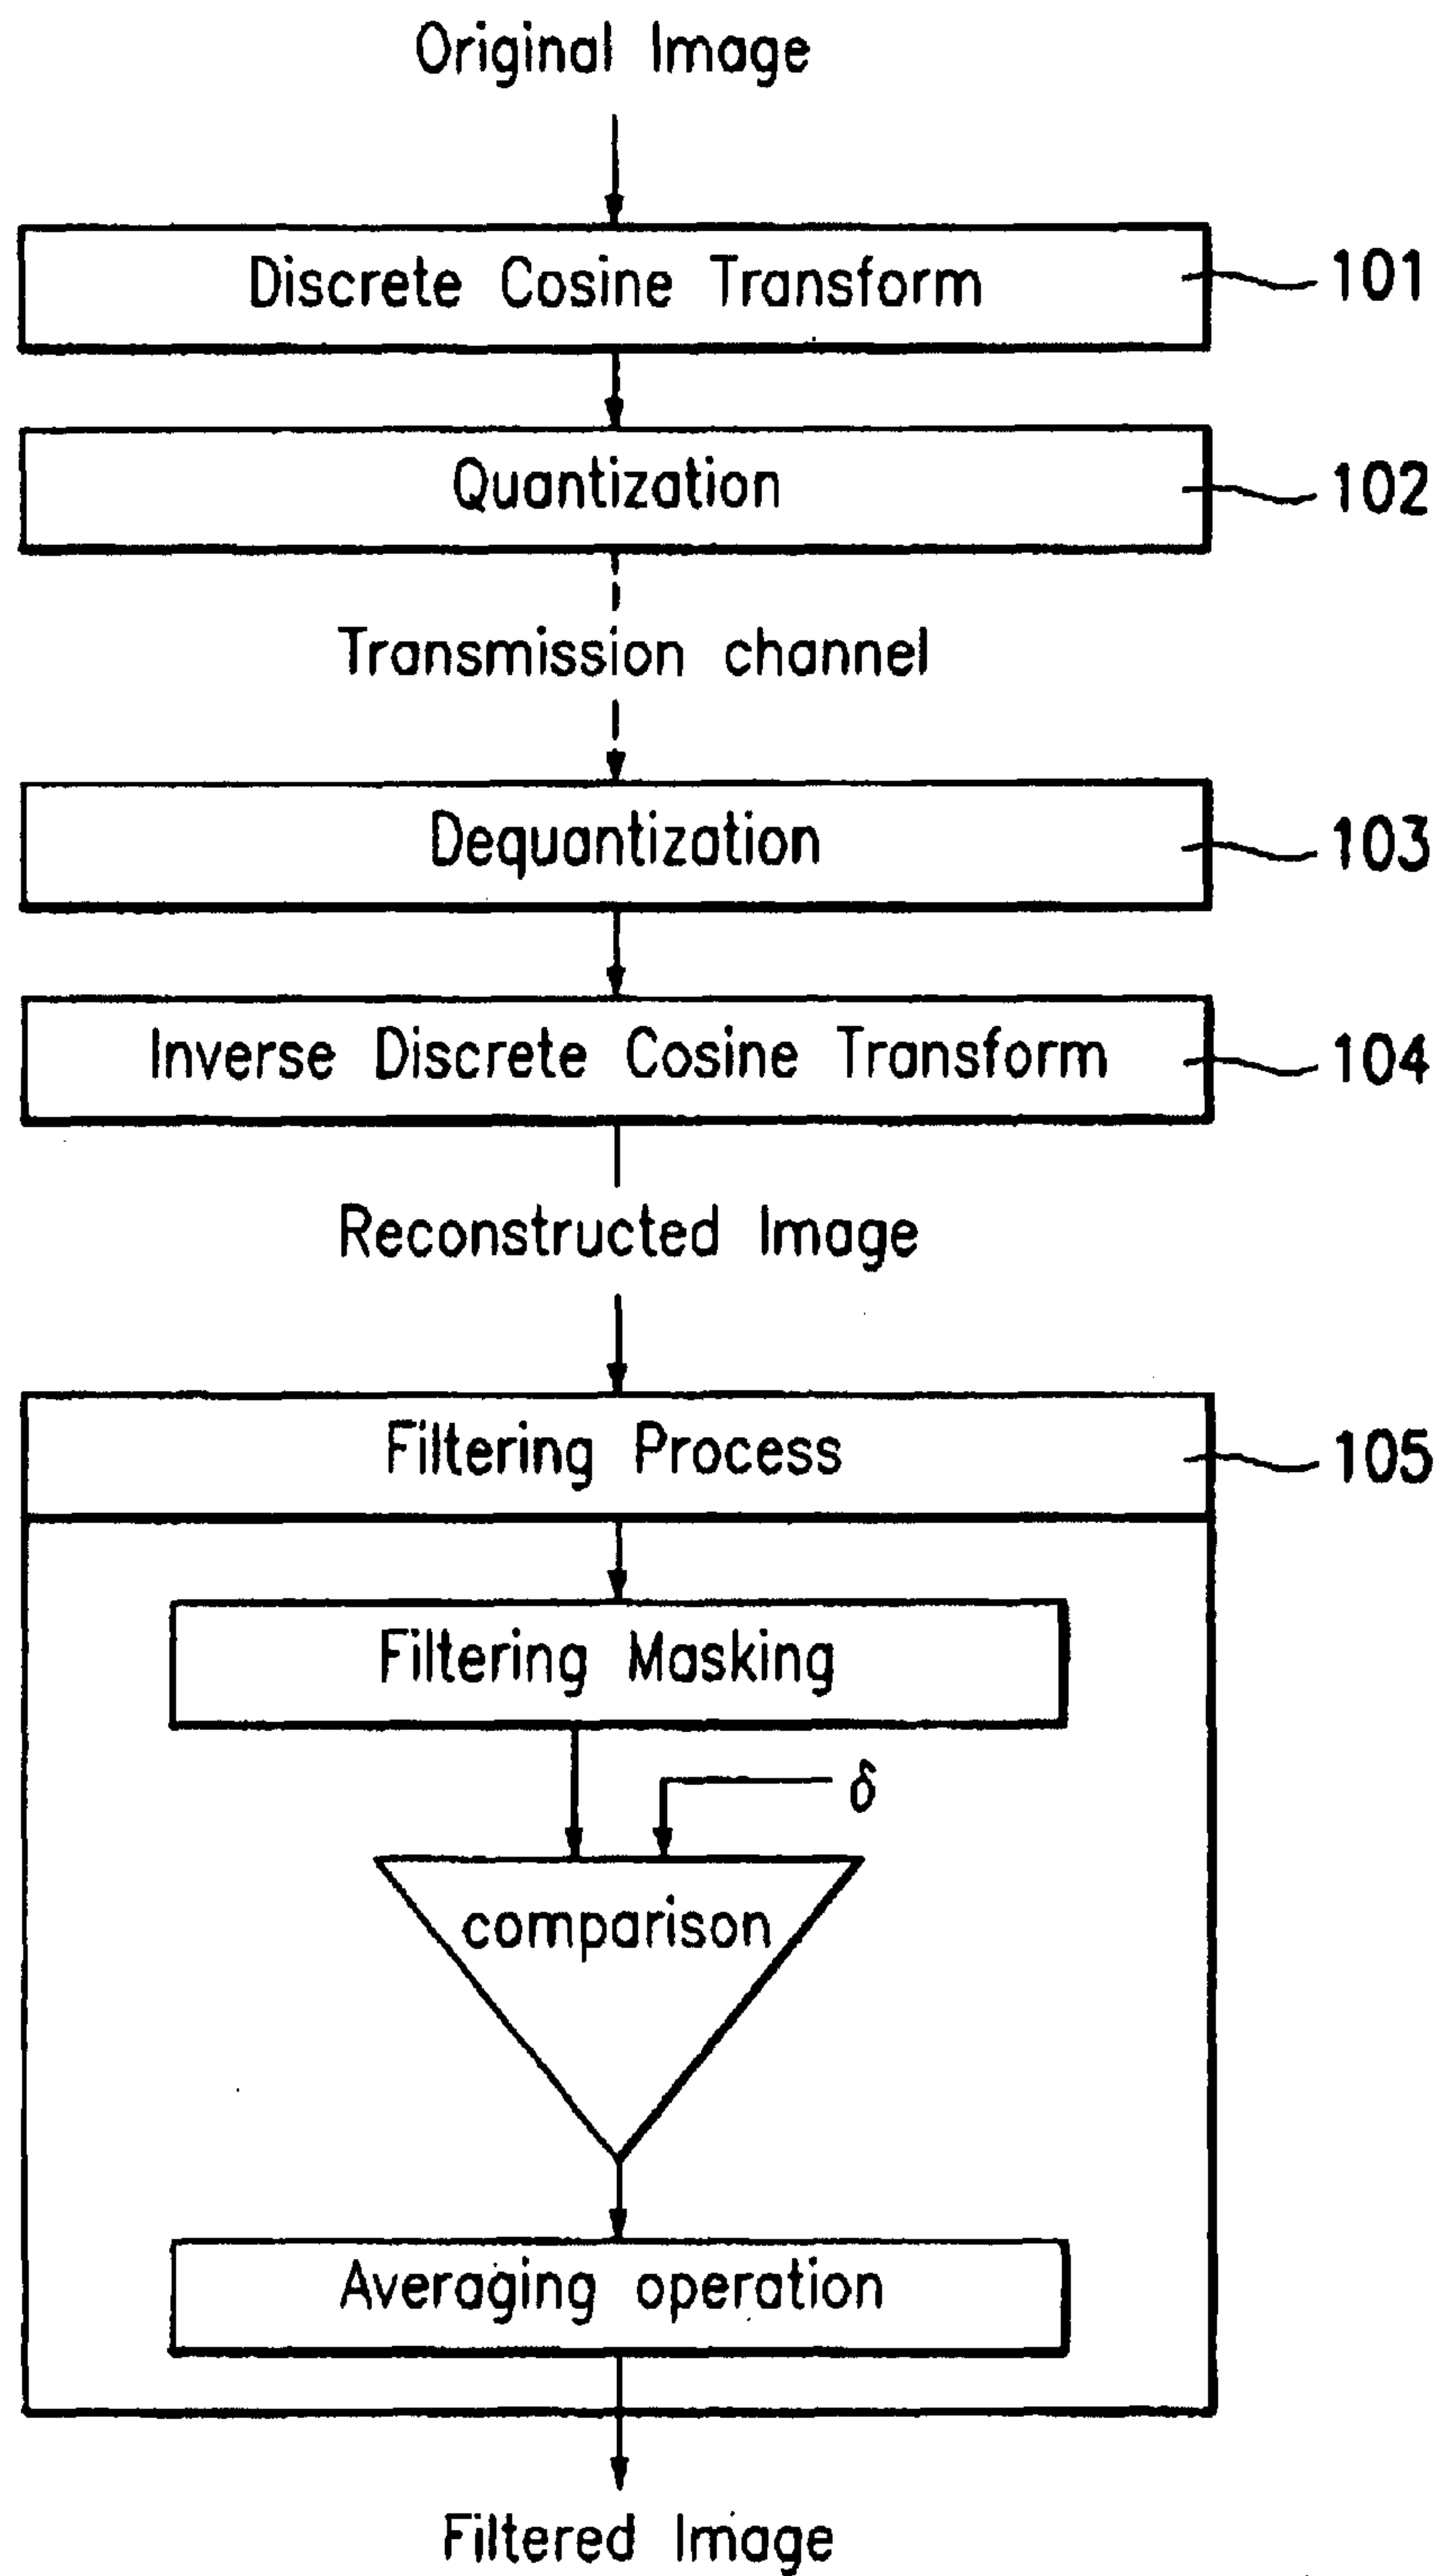 Original Image
Discrete Cosine Transform
101
Quantization
102
Transmission channel
Dequantization
103
Inverse Discrete Cosine Transform
104
Reconstructed Image
Filtering Process
105
Filtering Masking
δ
comparison
Averaging operation
Filtered Image